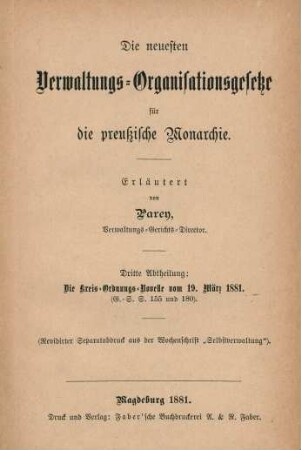 Die neuesten
Verwaltungs-Organisationsgesetze
für
die preußische Monarchie.
Erläutert
von
Parey,
Verwaltungs-Gerichts-Director.
Dritte Abtheilung:
Die Kreis-Ordnungs-Novelle vom 19. März 1881.
(G.-S. S. 155 und 180).
(Revidirter Separatabdruck aus der Wochenschrift „Selbstverwaltung“).
Magdeburg 1881.
Druck und Verlag: Faber'sche Buchdruckerei A. & R. Faber.